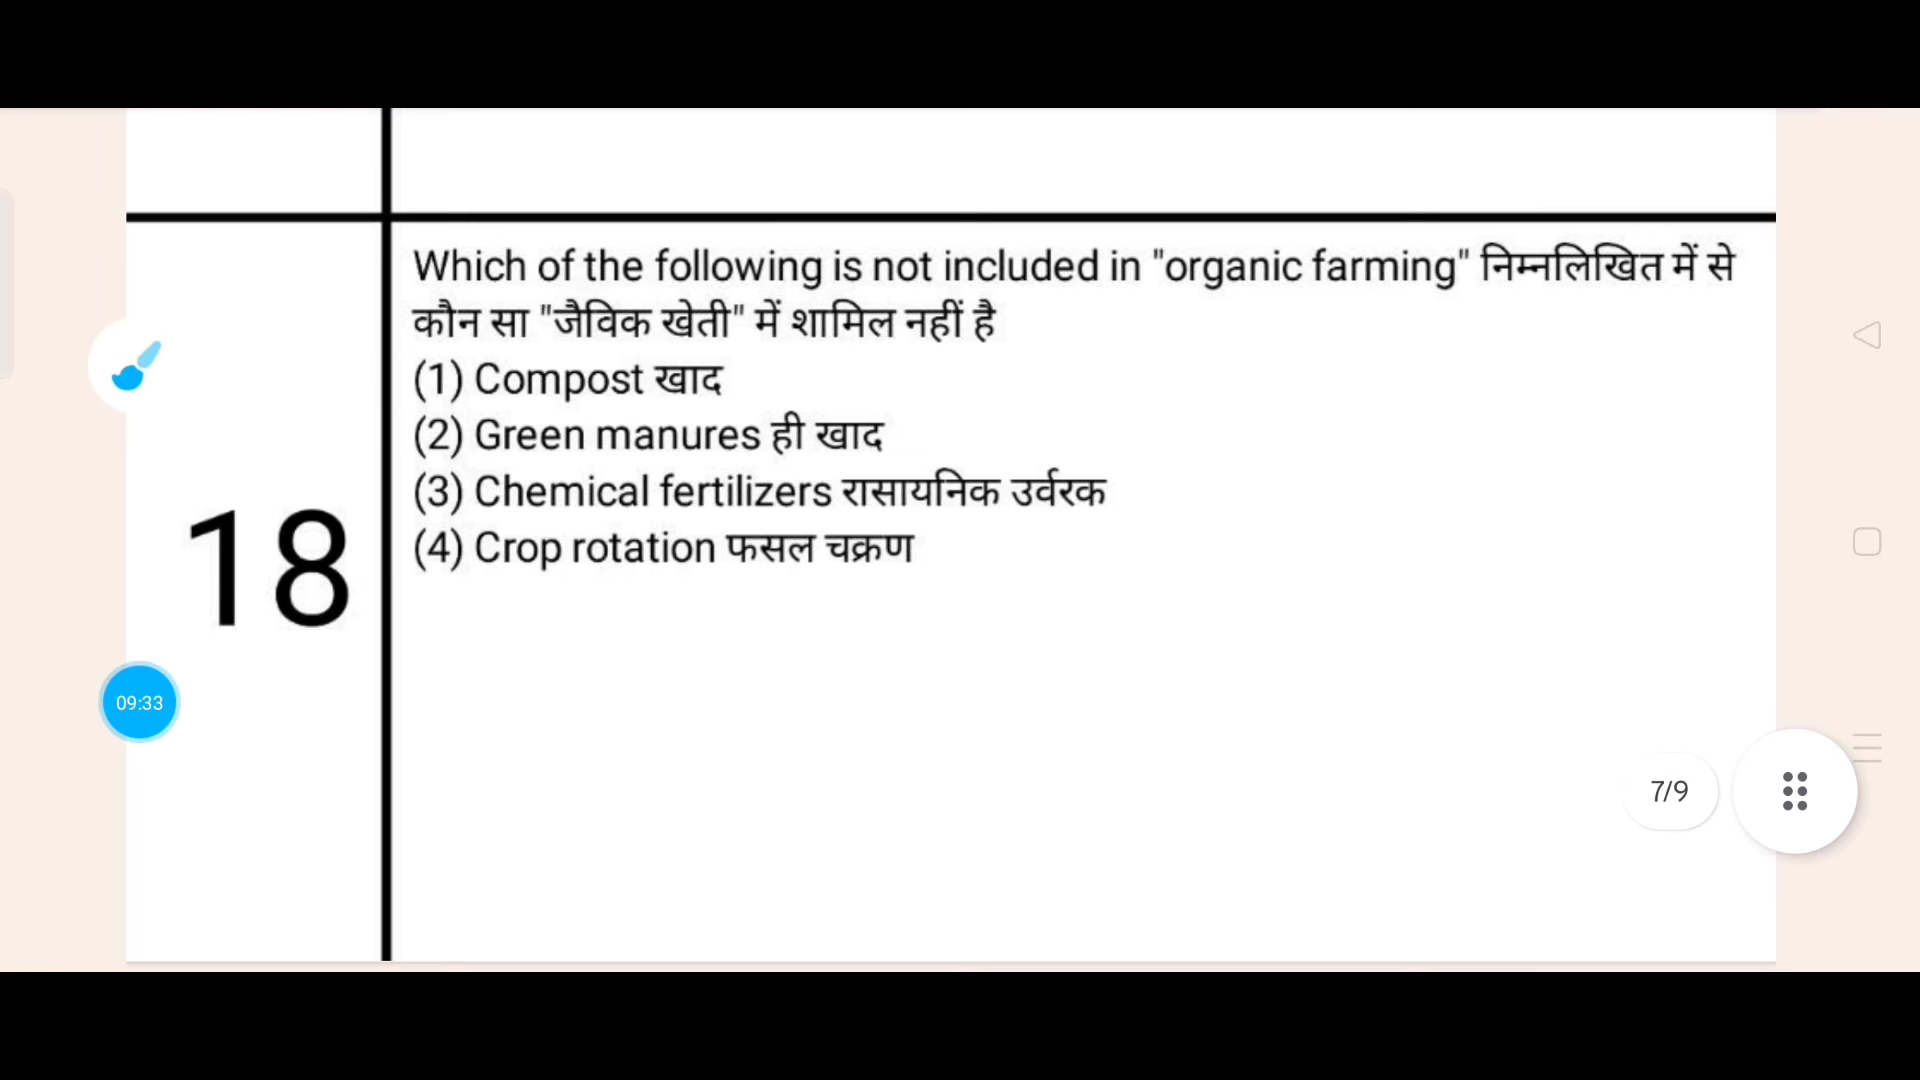 Which of the following is not included in "organic farming" निम्नलिखित में से
कौन सा "जैविक खेती" में शामिल नहीं है
(1) Compost खाद
(2) Green manures ही खाद
(3) Chemical fertilizers रासायनिक उर्वरक
(4) Crop rotation फसल चक्रण
18
09:33
7/9